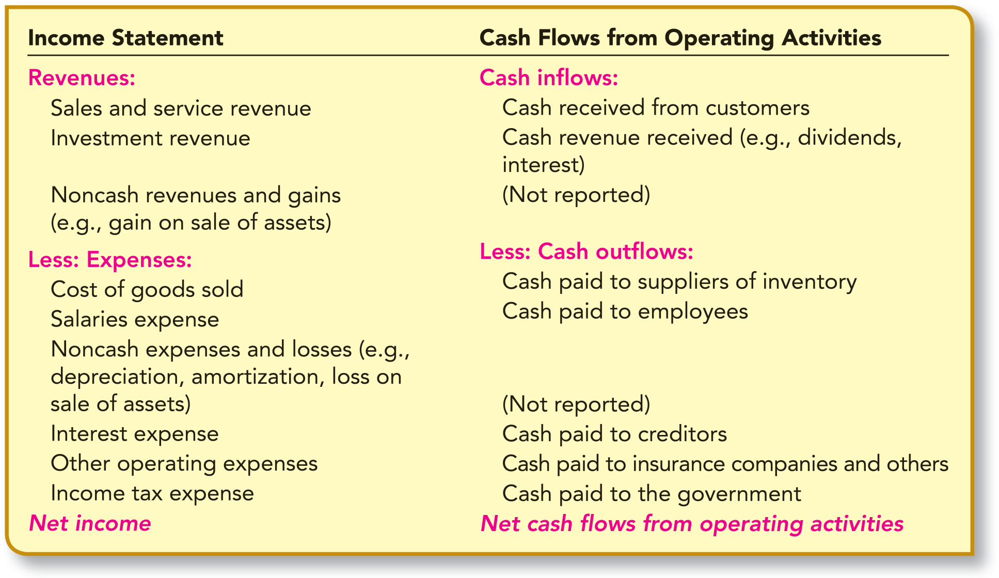 Income Statement
Cash Flows from Operating Activities
Revenues:
Cash inflows:
Sales and service revenue
Cash received from customers
Investment revenue
Cash revenue received (e.g., dividends,
interest)
Noncash revenues and gains
(e.g., gain on sale of assets)
(Not reported)
Less: Expenses:
Less: Cash outflows:
Cost of goods sold
Cash paid to suppliers of inventory
Salaries expense
Cash paid to employees
Noncash expenses and losses (e.g.,
depreciation, amortization, loss on
sale of assets)
(Not reported)
Interest expense
Cash paid to creditors
Other operating expenses
Cash paid to insurance companies and others
Income tax expense
Cash paid to the government
Net income
Net cash flows from operating activities